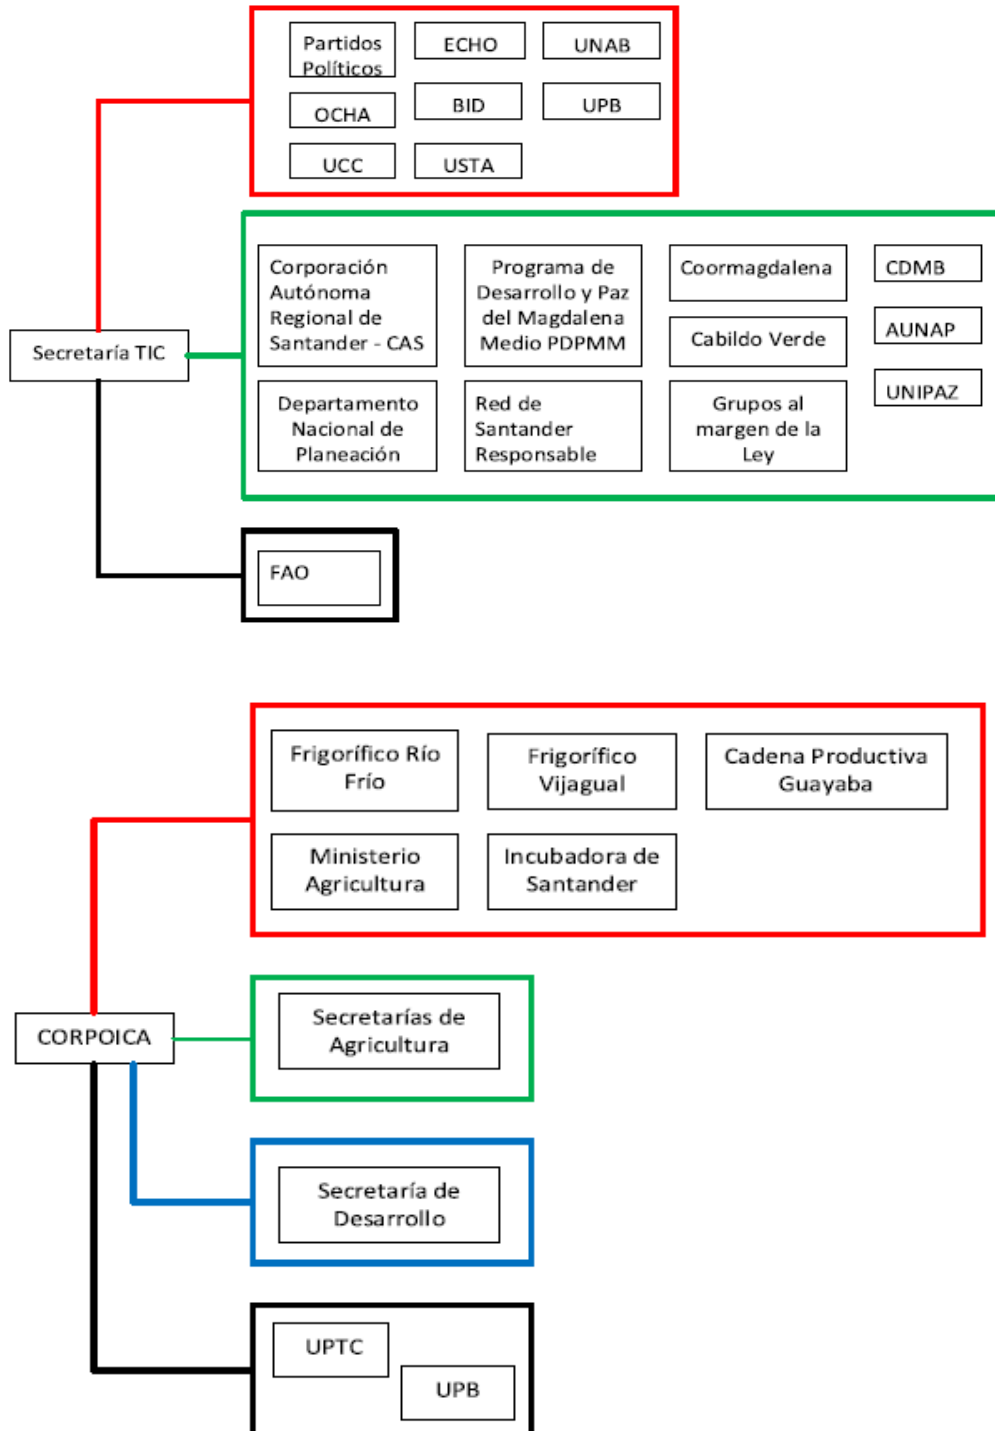 Partidos
Políticos
ECHO
UNAB
OCHA
BID
UPB
UCC
USTA
Secretaría TIC
Corporación
Autónoma
Regional de
Santander - CAS
Programa de
Desarrollo y Paz
del Magdalena
Medio PDPMM
Coormagdalena
CDMB
Cabildo Verde
AUNAP
Departamento
Nacional de
Planeación
Red de
Santander
Responsable
Grupos al
margen de la
Ley
UNIPAZ
FAO
Frigorífico Río
Frío
Frigorífico
Vijagual
Cadena Productiva
Guayaba
Ministerio
Agricultura
Incubadora de
Santander
CORPOICA
Secretarías de
Agricultura
Secretaría de
Desarrollo
UPTC
UPB